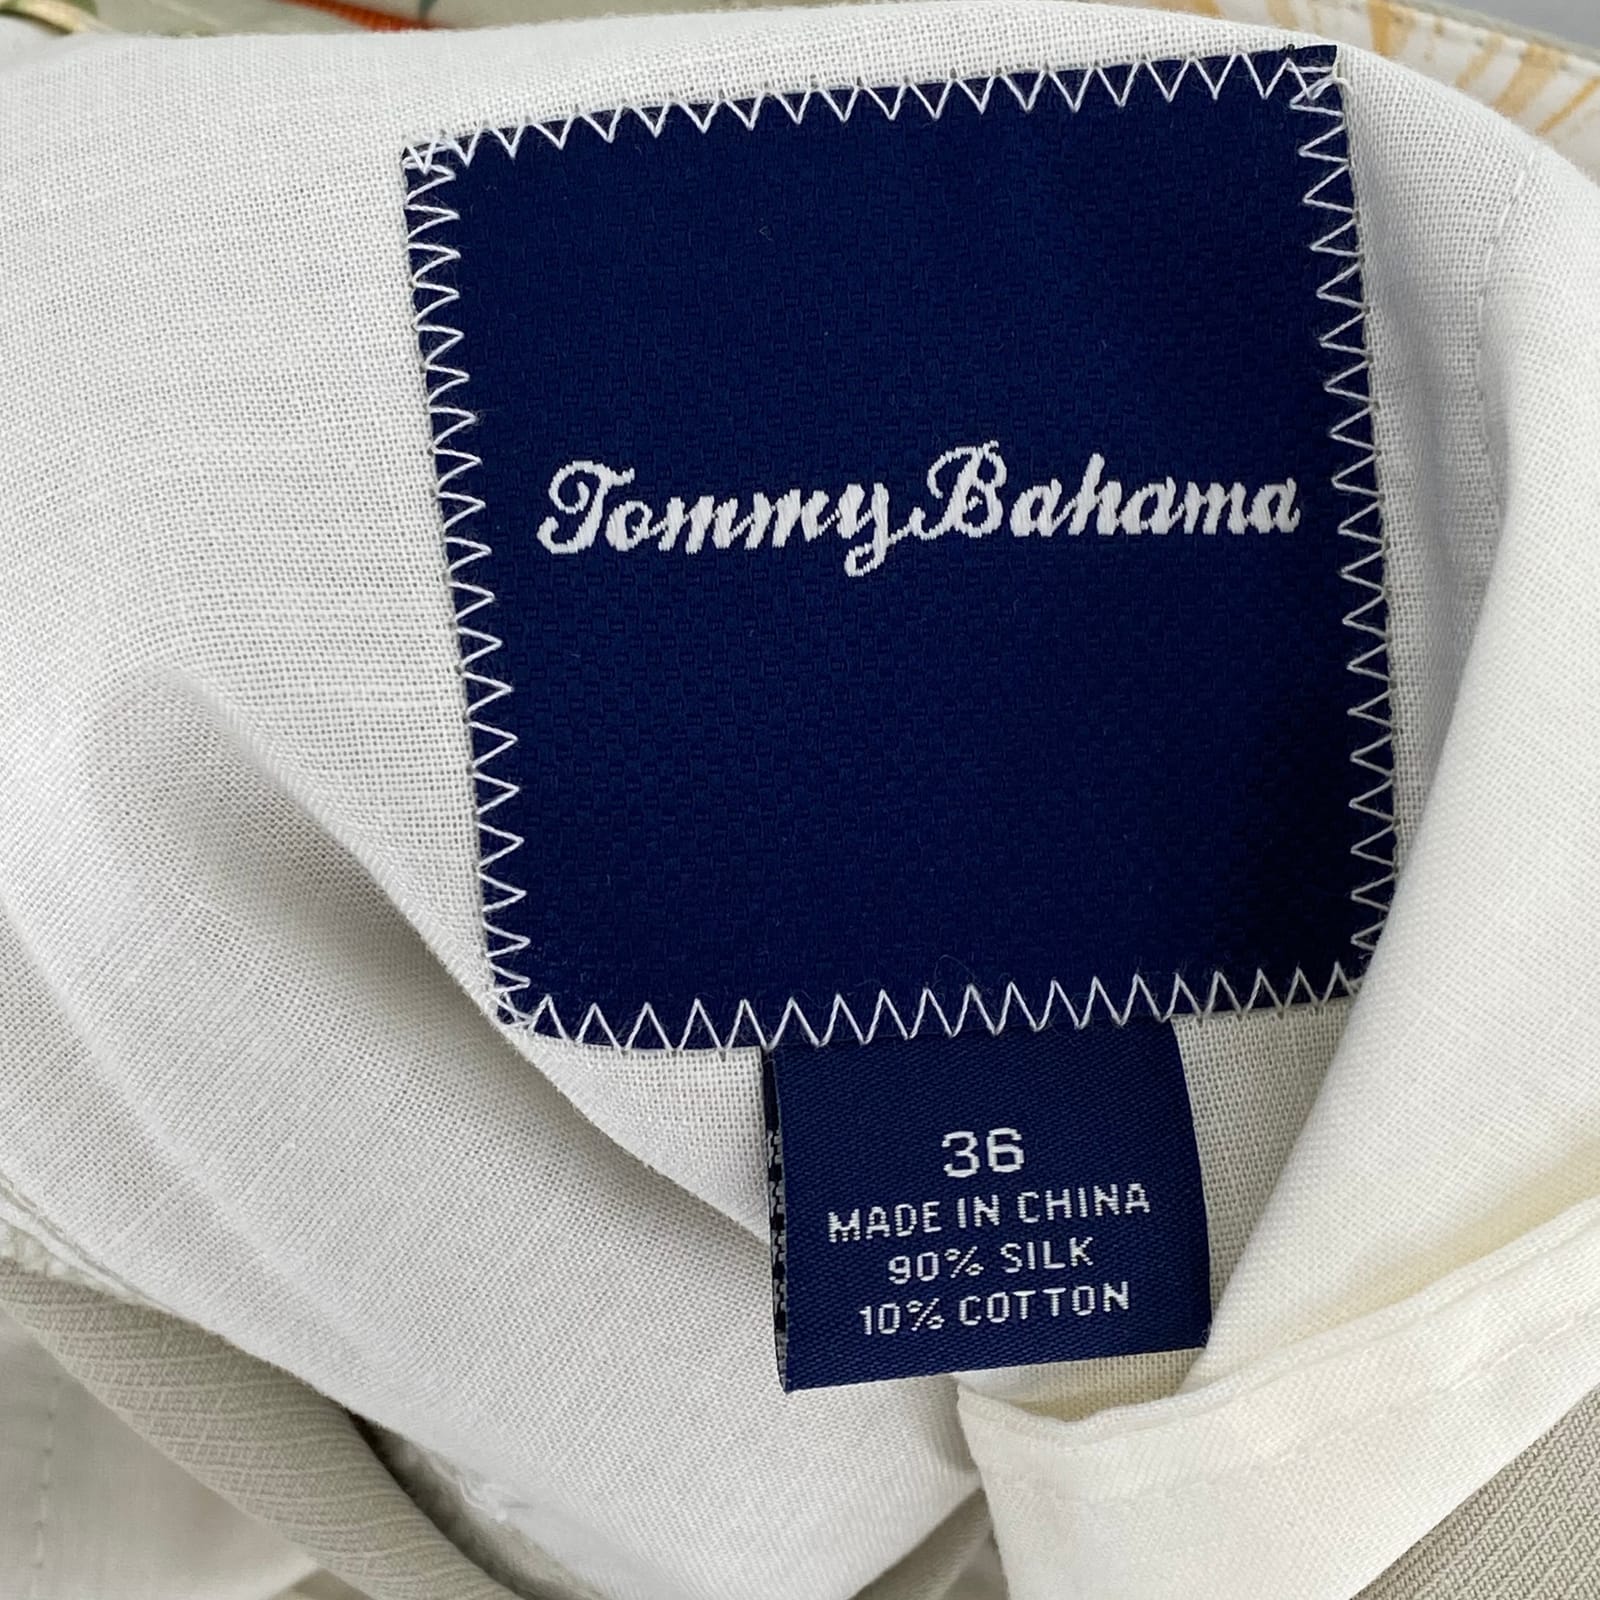 Tommy Bahama
36
MADE IN CHINA
90% SILK
10% COTTON